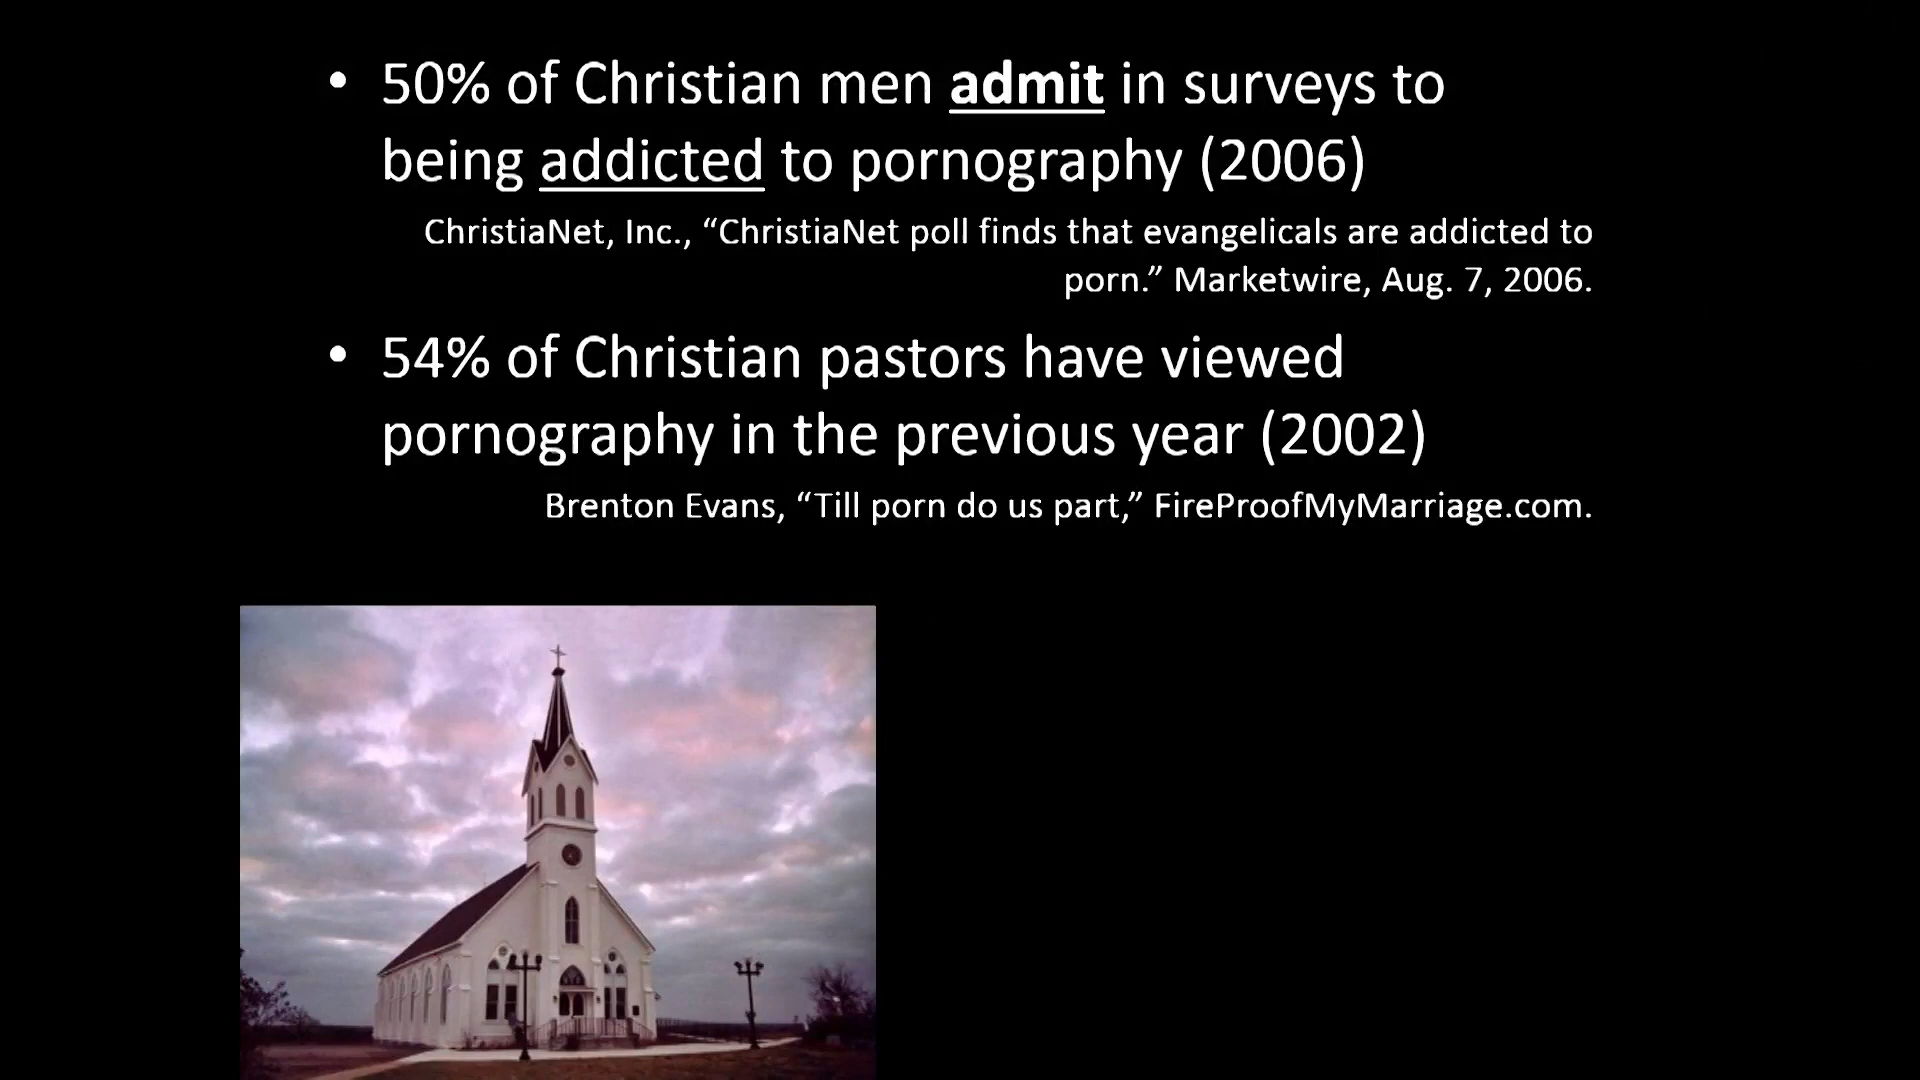 • 50% of Christian men admit in surveys to
being addicted to pornography (2006)
ChristiaNet, Inc., “ChristiaNet poll finds that evangelicals are addicted to
porn.” Marketwire, Aug. 7, 2006.
• 54% of Christian pastors have viewed
pornography in the previous year (2002)
Brenton Evans, “Till porn do us part,” FireProofMyMarriage.com.